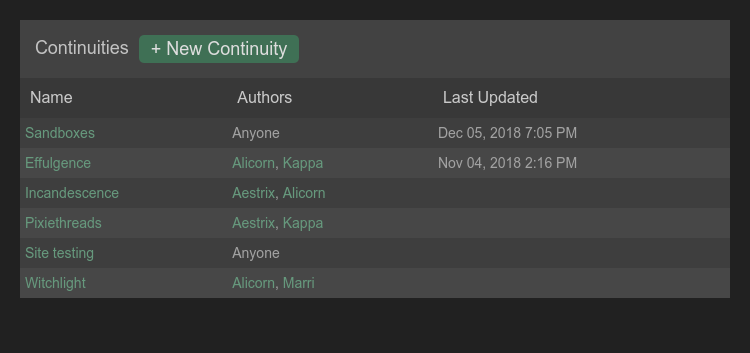 Continuities + New Continuity
Name Authors Last Updated
Sandboxes Anyone Dec 05, 2018 7:05 PM
Effulgence Alicorn, Kappa Nov 04, 2018 2:16 PM
Incandescence Aestrix, Alicorn
Pixiethreads Aestrix, Kappa
Site testing Anyone
Witchlight Alicorn, Marri